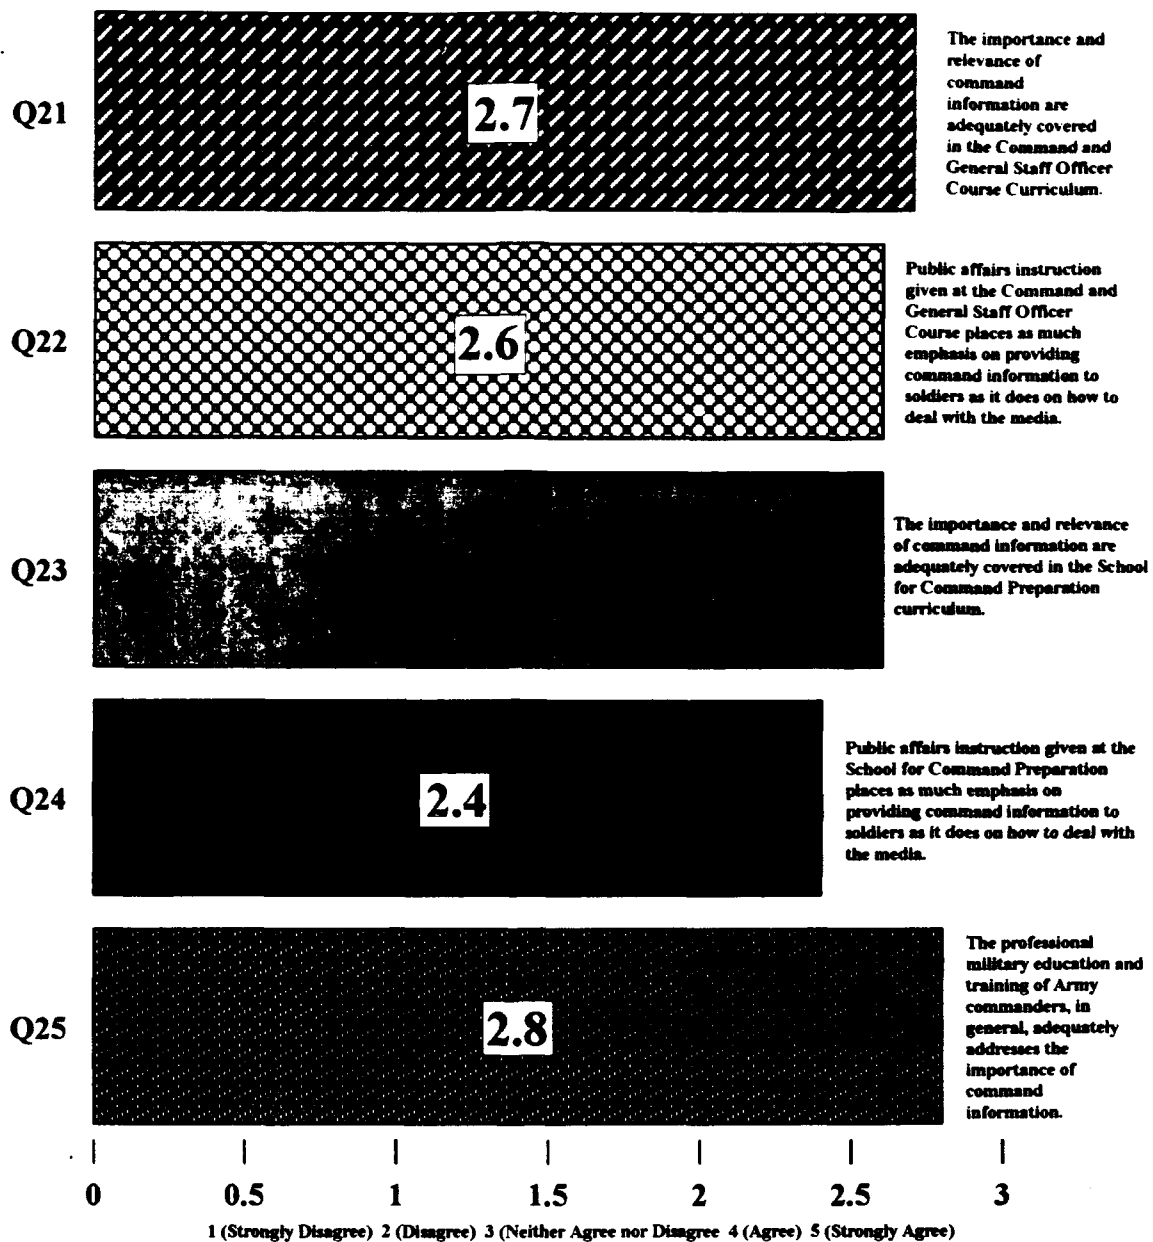 Q21
2.7
The importance and
relevance of
command
information are
adequately covered
in the Command and
General Staff Officer
Course Curriculum.
Q22
2.6
Public affairs instruction
given at the Command and
General Staff Officer
Course places as much
emphasis on providing
command information to
soldiers as it does on how to
deal with the media.
Q23
The importance and relevance
of command information are
adequately covered in the School
for Command Preparation
curriculum.
Q24
2.4
Public affairs instruction given at the
School for Command Preparation
places as much emphasis on
providing command information to
soldiers as it does on how to deal with
the media.
Q25
2.8
The professional
military education and
training of Army
commanders, in
general, adequately
addresses the
importance of
command
information.
0 0.5 1 1.5 2 2.5 3
1 (Strongly Disagree) 2 (Disagree) 3 (Neither Agree nor Disagree 4 (Agree) 5 (Strongly Agree)